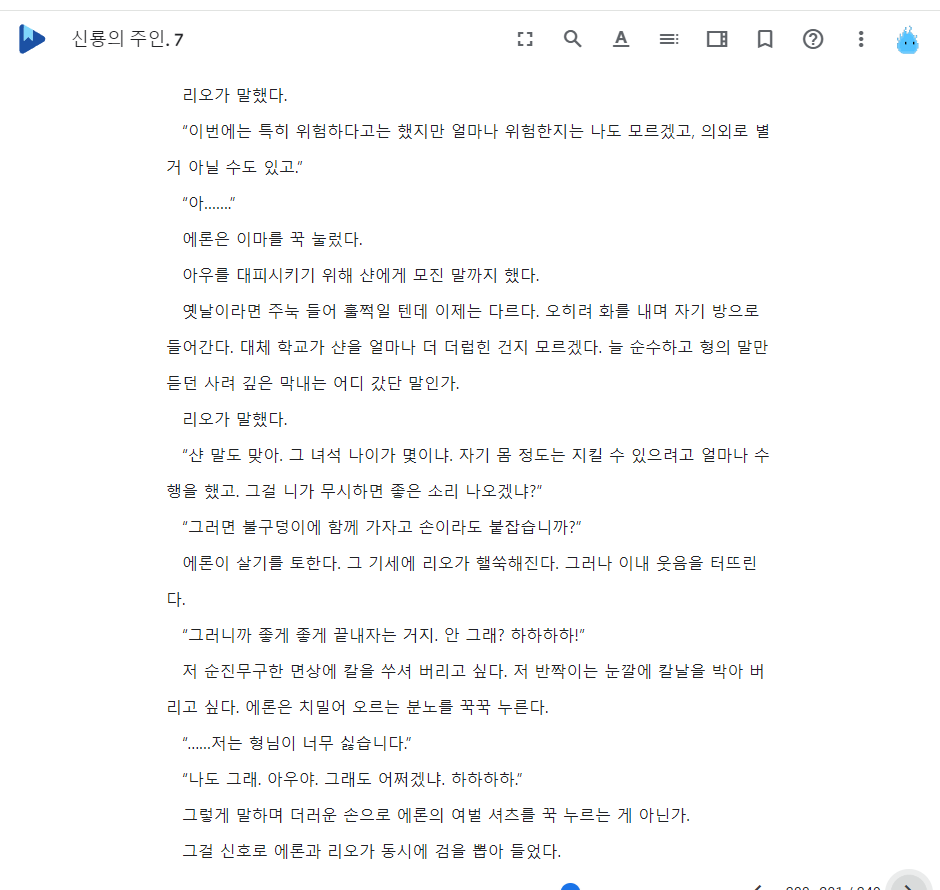 신룡의 주인. 7
리오가 말했다.
“이번에는 특히 위험하다고는 했지만 얼마나 위험한지는 나도 모르겠고, 의외로 별
거 아닐 수도 있고.”
“아…….”
에론은 이마를 꾹 눌렀다.
아우를 대피시키기 위해 샨에게 모진 말까지 했다.
옛날이라면 주눅 들어 훌쩍일 텐데 이제는 다르다. 오히려 화를 내며 자기 방으로
들어간다. 대체 학교가 샨을 얼마나 더 더럽힌 건지 모르겠다. 늘 순수하고 형의 말만
듣던 사려 깊은 막내는 어디 갔단 말인가.
리오가 말했다.
“샨 말도 맞아. 그 녀석 나이가 몇이냐. 자기 몸 정도는 지킬 수 있으려고 얼마나 수
행을 했고. 그걸 니가 무시하면 좋은 소리 나오겠냐?”
“그러면 불구덩이에 함께 가자고 손이라도 붙잡습니까?”
에론이 살기를 토한다. 그 기세에 리오가 핼쑥해진다. 그러나 이내 웃음을 터뜨린
다.
“그러니까 좋게 좋게 끝내자는 거지. 안 그래? 하하하하!”
저 순진무구한 면상에 칼을 쑤셔 버리고 싶다. 저 반짝이는 눈깔에 칼날을 박아 버
리고 싶다. 에론은 치밀어 오르는 분노를 꾹꾹 누른다.
“……저는 형님이 너무 싫습니다.”
“나도 그래. 아우야. 그래도 어쩌겠냐. 하하하하.”
그렇게 말하며 더러운 손으로 에론의 여벌 셔츠를 꾹 누르는 게 아닌가.
그걸 신호로 에론과 리오가 동시에 검을 뽑아 들었다.